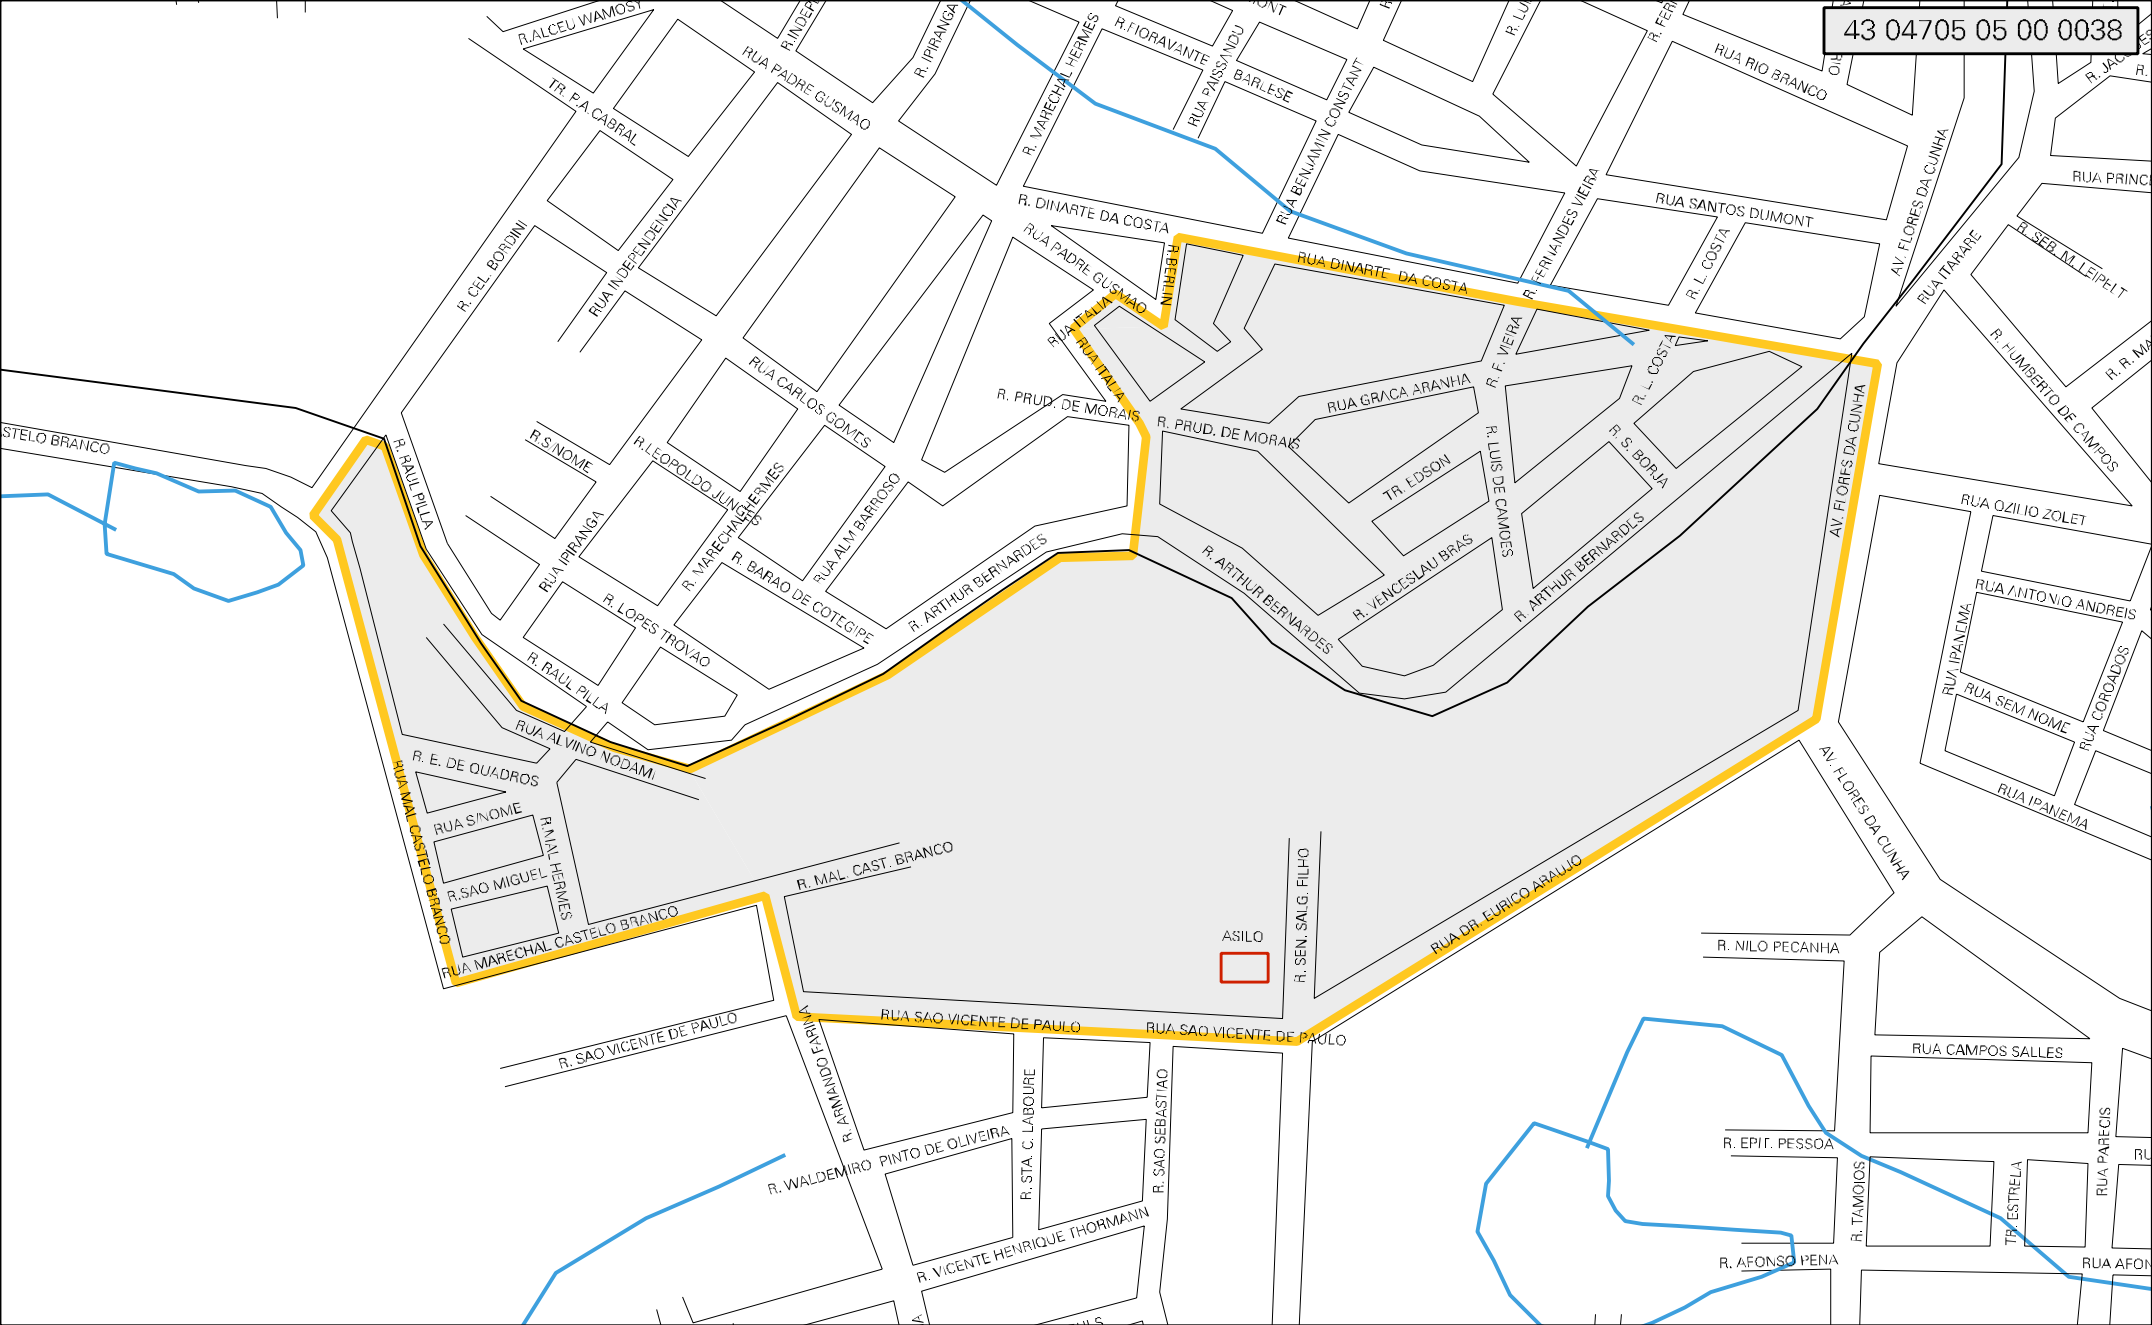 43 04705 05 00 0038
R.ALCEU WAMOSY
R. IPIRANGA
R. MARECHAL HERMES
R.FIORAVANTE
BARLESE
RUA PAISSANDU
RUA BENJAMIN CONSTANT
RUA RIO BRANCO
R. JAC
RUA PADRE GUSMAO
TR. P.A.CABRAL
RUA INDEPENDENCIA
R. CEL. BORDINI
R. DINARTE DA COSTA
RUA PADRE GUSMAO
R.BERLIN
RUA DINARTE DA COSTA
R. FERNANDES VIEIRA
RUA SANTOS DUMONT
R. L.COSTA
AV. FLORES DA CUNHA
RUA ITARARE
RUA PRINC
R. SEB. M. LEIPELT
R. HUMBERTO DE CAMPOS
R. R. MA
RUA ITALIA
RUA ITALIA
RUA CARLOS GOMES
R. PRUD. DE MORAIS
R. PRUD. DE MORAIS
RUA GRACA ARANHA
R. F. VIEIRA
R. L. COSTA
R. S. BORJA
TR. EDSON
R. LUIS DE CAMOES
AV. FLORES DA CUNHA
STELO BRANCO
R. RAUL PILLA
R.S/NOME
R.LEOPOLDO JUNGES
R. MARECHAL HERMES
RUA ALM BARROSO
RUA IPIRANGA
R. BARAO DE COTEGIPE
R. LOPES TROVAO
R. ARTHUR BERNARDES
R. ARTHUR BERNARDES
R. VENCESLAU BRAS
R. ARTHUR BERNARDES
RUA OZILIO ZOLET
RUA ANTONIO ANDREIS
RUA IPANEMA
RUA SEM NOME
RUA COROADOS
RUA IPANEMA
R. RAUL PILLA
RUA ALVINO NODAMI
R. E. DE QUADROS
RUA S/NOME
R.MAL HERMES
R.SAO MIGUEL
RUA MAL CASTELO BRANCO
RUA MARECHAL CASTELO BRANCO
R. MAL. CAST. BRANCO
ASILO
R. SEN. SALG. FILHO
RUA DR. EURICO ARAUJO
AV. FLORES DA CUNHA
R. NILO PECANHA
RUA SAO VICENTE DE PAULO
RUA SAO VICENTE DE PAULO
R. SAO VICENTE DE PAULO
R. ARMANDO FARINA
R. STA. C. LABOURE
R. SAO SEBASTIAO
R. WALDEMIRO PINTO DE OLIVEIRA
R. VICENTE HENRIQUE THORMANN
RUA CAMPOS SALLES
R. EPIT. PESSOA
R. TAMOIOS
TR. ESTRELA
RUA PARECIS
RU
R. AFONSO PENA
RUA AFON